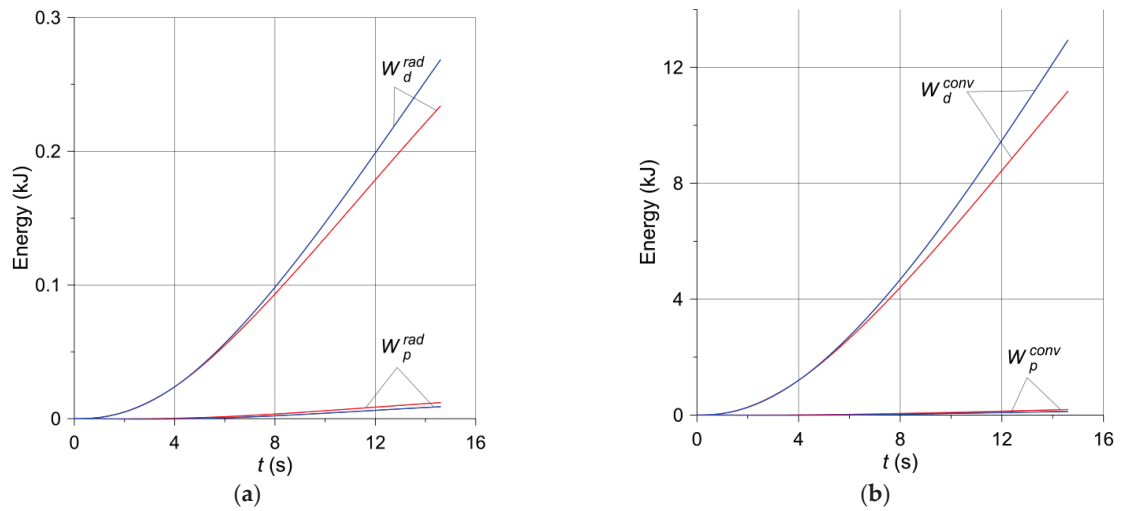 0.3
0.2
0.1
0
Energy (kJ)
W_d^rad
W_p^rad
0 4 8 12 16
t (s)
(a)
12
8
4
0
Energy (kJ)
W_d^conv
W_p^conv
0 4 8 12 16
t (s)
(b)